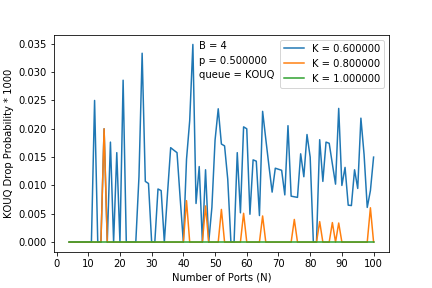 B = 4
p = 0.500000
queue = KOUQ
K = 0.600000
K = 0.800000
K = 1.000000
KOUQ Drop Probability * 1000
0.035
0.030
0.025
0.020
0.015
0.010
0.005
0.000
0 10 20 30 40 50 60 70 80 90 100
Number of Ports (N)